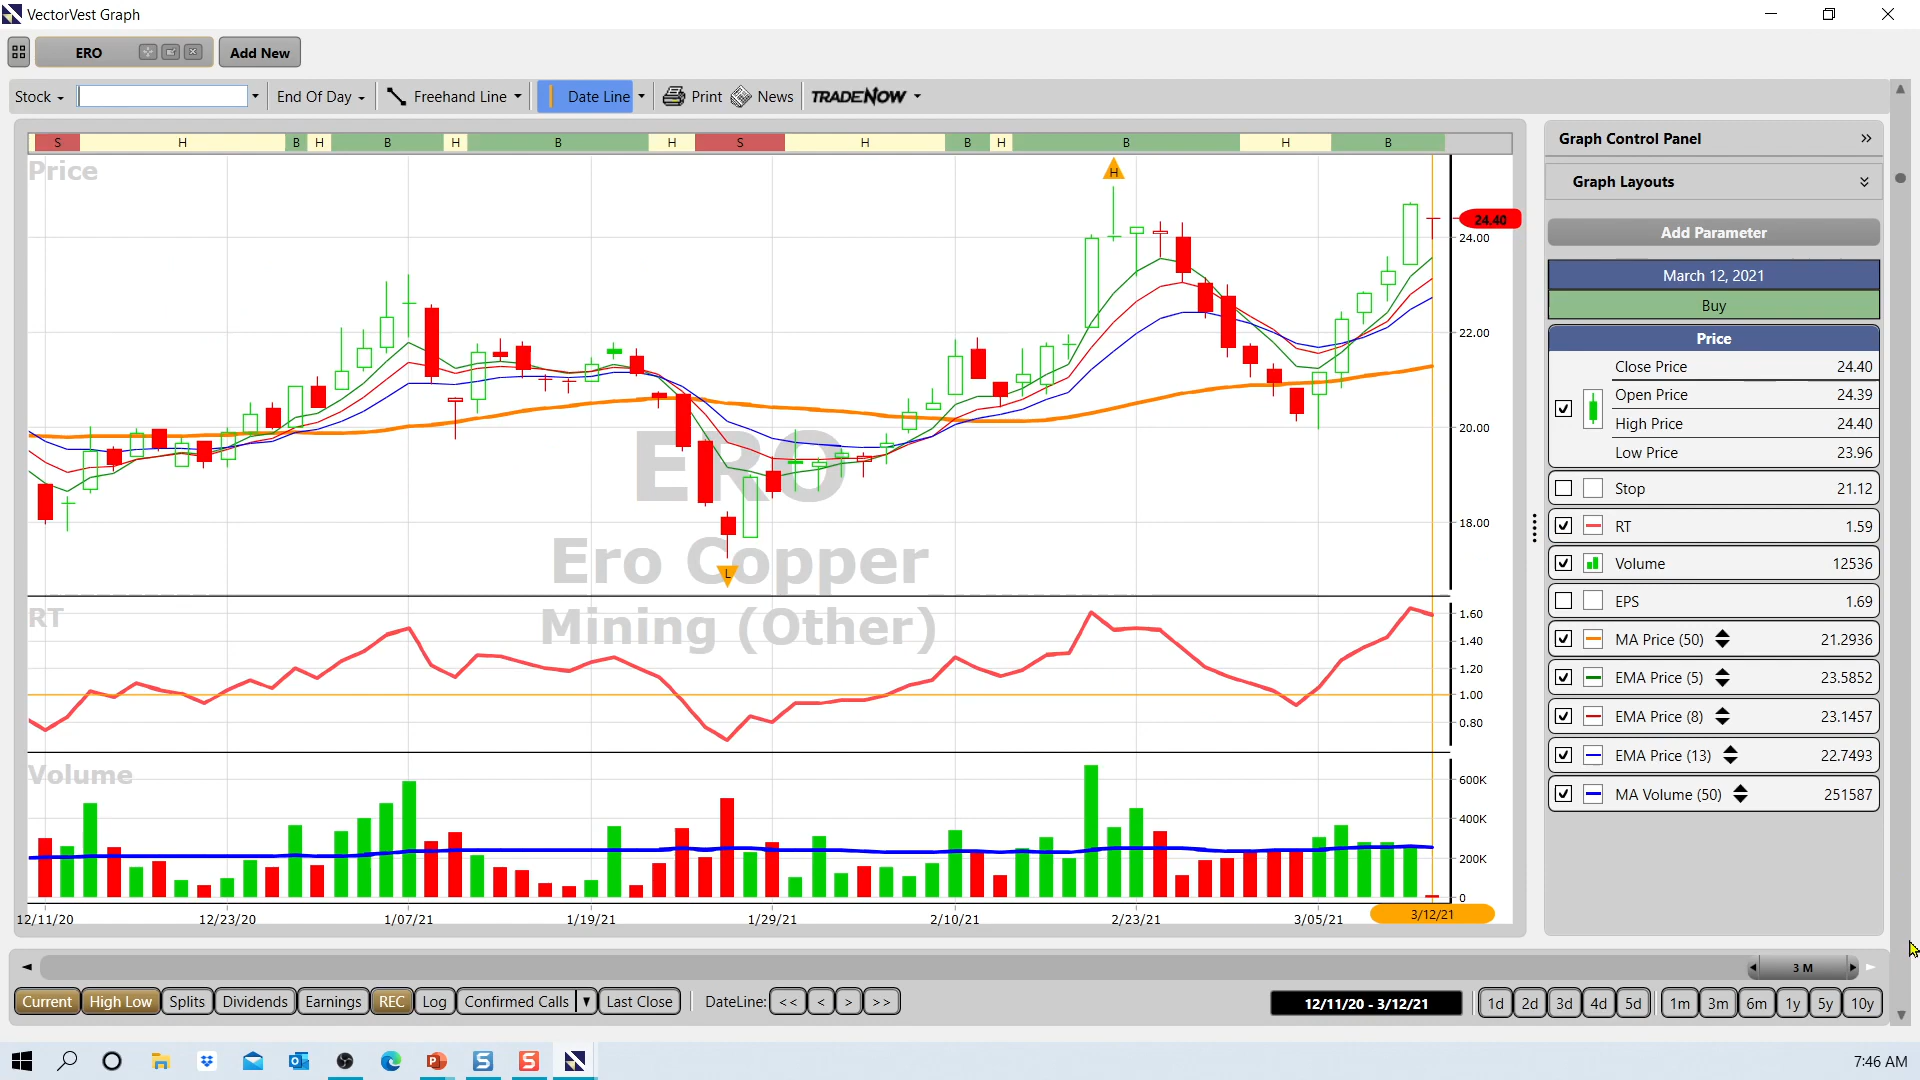 VectorVest Graph
ERO
Add New
Stock
End Of Day
Freehand Line
Date Line
Print
News
TRADENOW
S H B H B H B H S H B H B H B
Price
H
24.40
24.00
22.00
20.00
18.00
L
ERO
Ero Copper
Mining (Other)
RT
1.60
1.40
1.20
1.00
0.80
Volume
600K
400K
200K
0
12/11/20 12/23/20 1/07/21 1/19/21 1/29/21 2/10/21 2/23/21 3/05/21 3/12/21
Graph Control Panel
Graph Layouts
Add Parameter
March 12, 2021
Buy
Price
Close Price 24.40
Open Price 24.39
High Price 24.40
Low Price 23.96
Stop 21.12
RT 1.59
Volume 12536
EPS 1.69
MA Price (50) 21.2936
EMA Price (5) 23.5852
EMA Price (8) 23.1457
EMA Price (13) 22.7493
MA Volume (50) 251587
3 M
Current High Low Splits Dividends Earnings REC Log Confirmed Calls Last Close DateLine: << < > >> 12/11/20 - 3/12/21 1d 2d 3d 4d 5d 1m 3m 6m 1y 5y 10y
7:46 AM